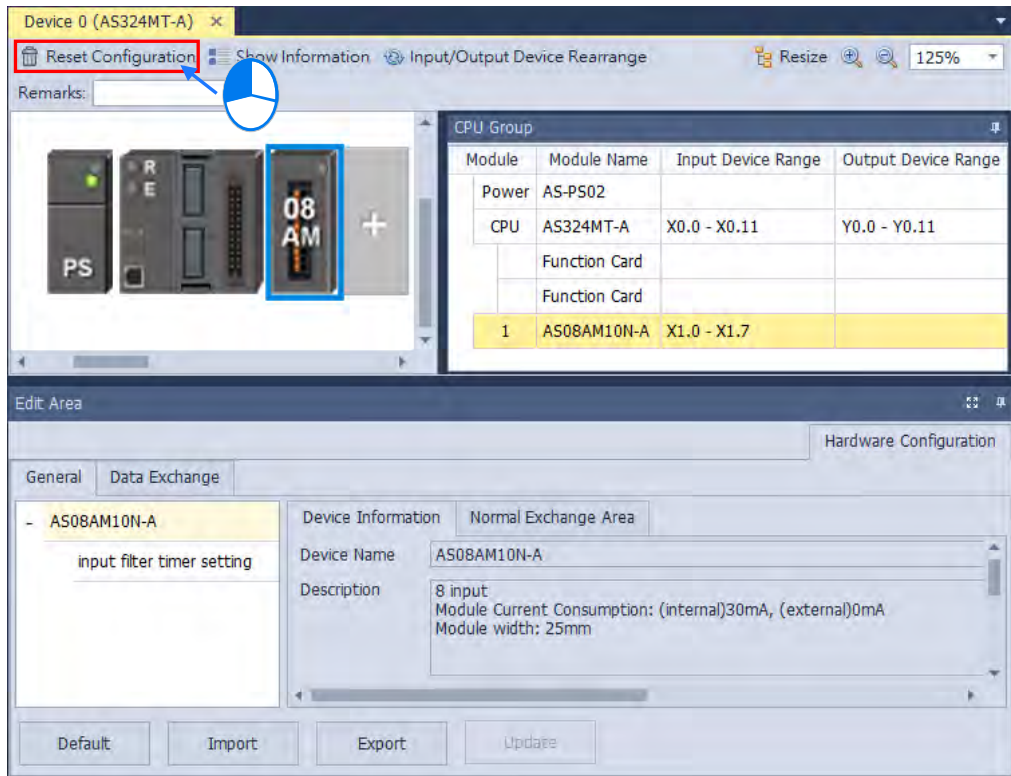 Device 0 (AS324MT-A) ×
Reset Configuration Show Information Input/Output Device Rearrange Resize 125%
Remarks:
CPU Group
Module Module Name Input Device Range Output Device Range
Power AS-PS02
CPU AS324MT-A X0.0 - X0.11 Y0.0 - Y0.11
Function Card
Function Card
1 AS08AM10N-A X1.0 - X1.7
R
E
08
AM
+
PS
Edit Area
Hardware Configuration
General Data Exchange
- AS08AM10N-A
input filter timer setting
Device Information Normal Exchange Area
Device Name AS08AM10N-A
Description 8 input
Module Current Consumption: (internal)30mA, (external)0mA
Module width: 25mm
Default Import Export Update